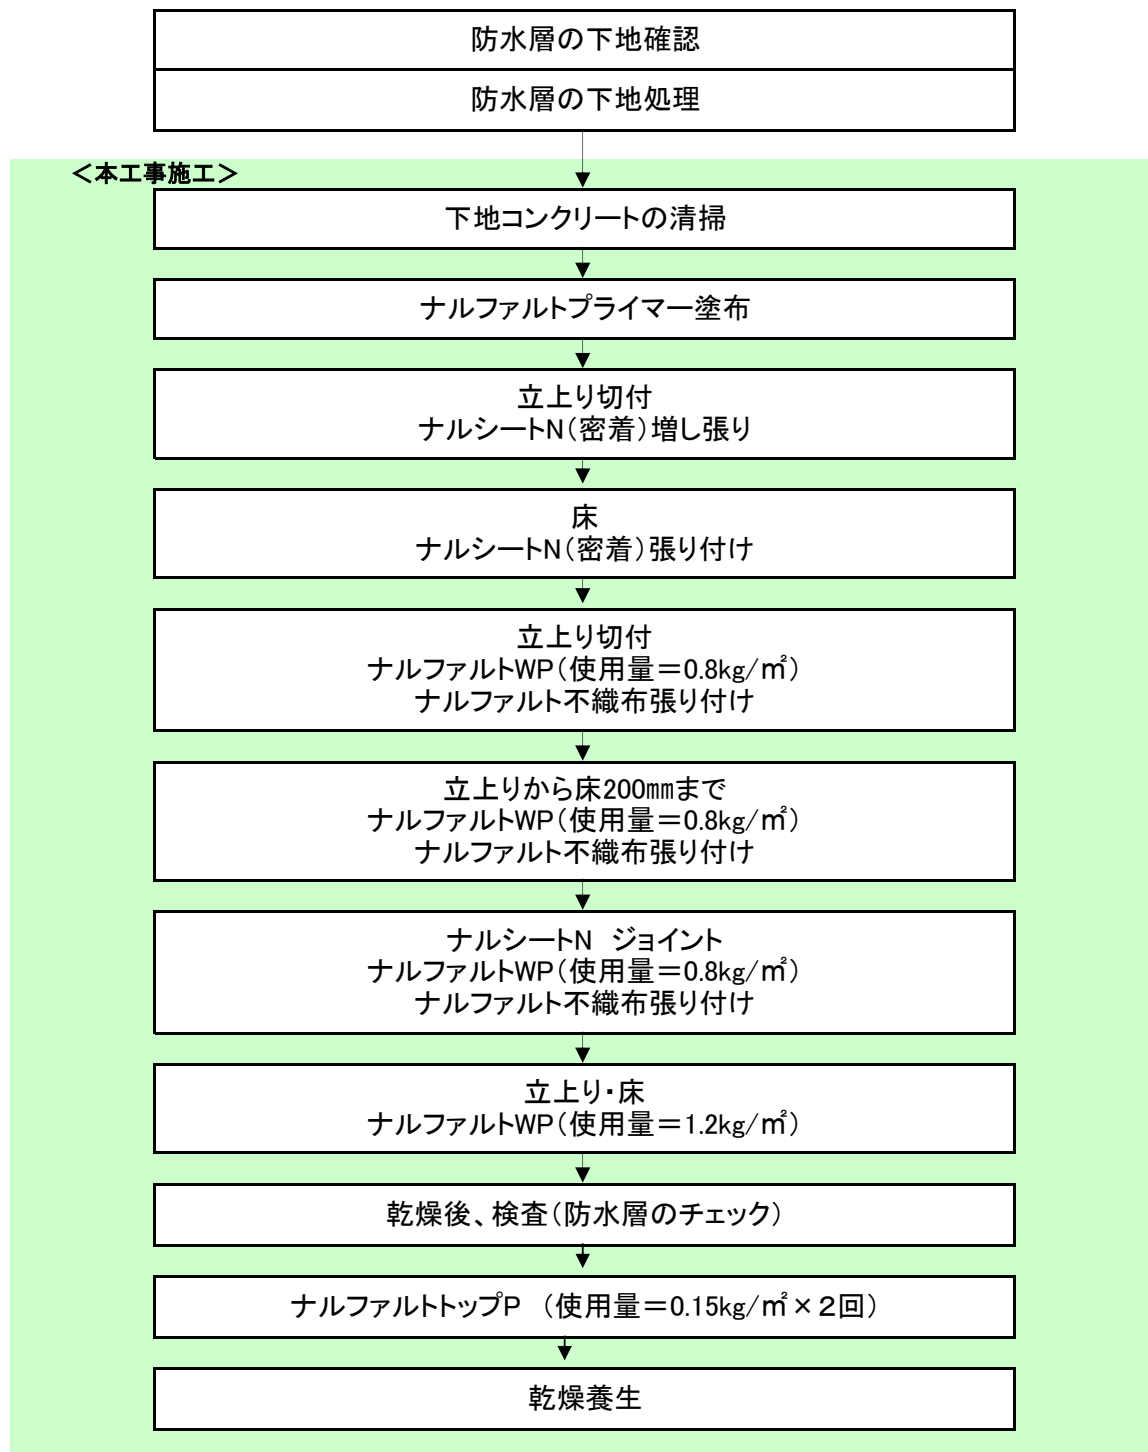 防水層の下地確認
防水層の下地処理
＜本工事施工＞
下地コンクリートの清掃
ナルファルトプライマー塗布
立上り切付
ナルシートN（密着）増し張り
床
ナルシートN（密着）張り付け
立上り切付
ナルファルトWP（使用量＝0.8kg/㎡）
ナルファルト不織布張り付け
立上りから床200㎜まで
ナルファルトWP（使用量＝0.8kg/㎡）
ナルファルト不織布張り付け
ナルシートN　ジョイント
ナルファルトWP（使用量＝0.8kg/㎡）
ナルファルト不織布張り付け
立上り・床
ナルファルトWP（使用量＝1.2kg/㎡）
乾燥後、検査（防水層のチェック）
ナルファルトトップP　（使用量＝0.15kg/㎡×２回）
乾燥養生